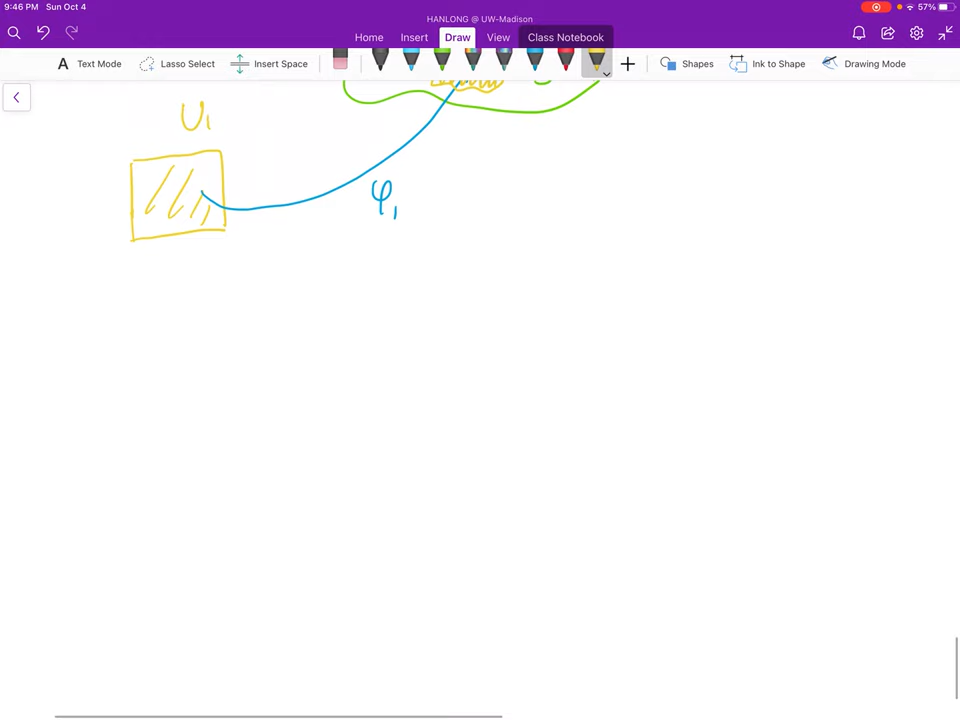 9:46 PM Sun Oct 4
57%
HANLONG @ UW-Madison
Home Insert Draw View Class Notebook
A Text Mode Lasso Select Insert Space Shapes Ink to Shape Drawing Mode
U₁
φ₁